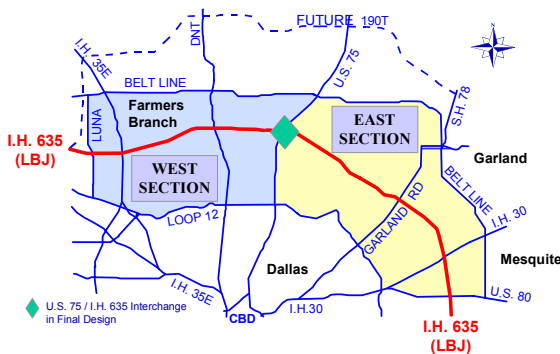 FUTURE 190T
DNT
I.H. 35E
U.S. 75
BELT LINE
S.H. 78
Farmers
Branch
EAST
SECTION
LUNA
I.H. 635
(LBJ)
WEST
SECTION
Garland
GARLAND RD
BELT LINE
LOOP 12
I.H. 30
Dallas
Mesquite
I.H. 35E
U.S. 75 / I.H. 635 Interchange
in Final Design
CBD
I.H.30
U.S. 80
I.H. 635
(LBJ)